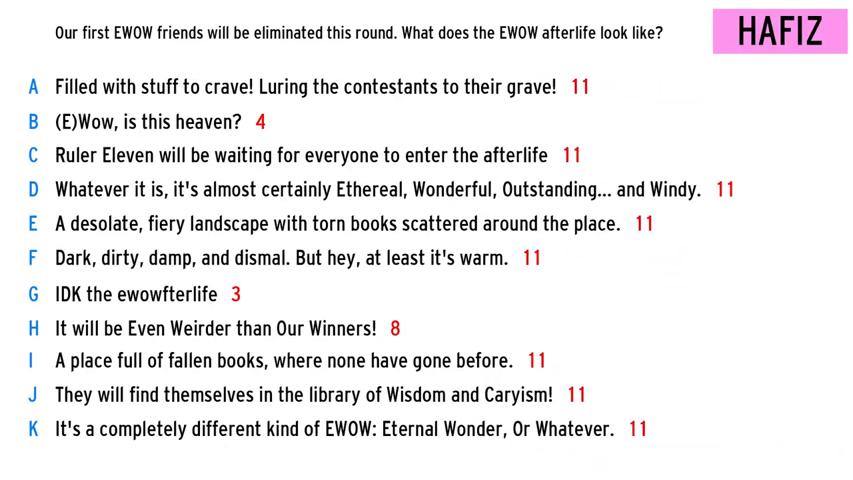 Our first EWOW friends will be eliminated this round. What does the EWOW afterlife look like?
HAFIZ
A Filled with stuff to crave! Luring the contestants to their grave! 11
B (E)Wow, is this heaven? 4
C Ruler Eleven will be waiting for everyone to enter the afterlife 11
D Whatever it is, it's almost certainly Ethereal, Wonderful, Outstanding... and Windy. 11
E A desolate, fiery landscape with torn books scattered around the place. 11
F Dark, dirty, damp, and dismal. But hey, at least it's warm. 11
G IDK the ewowfterlife 3
H It will be Even Weirder than Our Winners! 8
I A place full of fallen books, where none have gone before. 11
J They will find themselves in the library of Wisdom and Caryism! 11
K It's a completely different kind of EWOW: Eternal Wonder, Or Whatever. 11